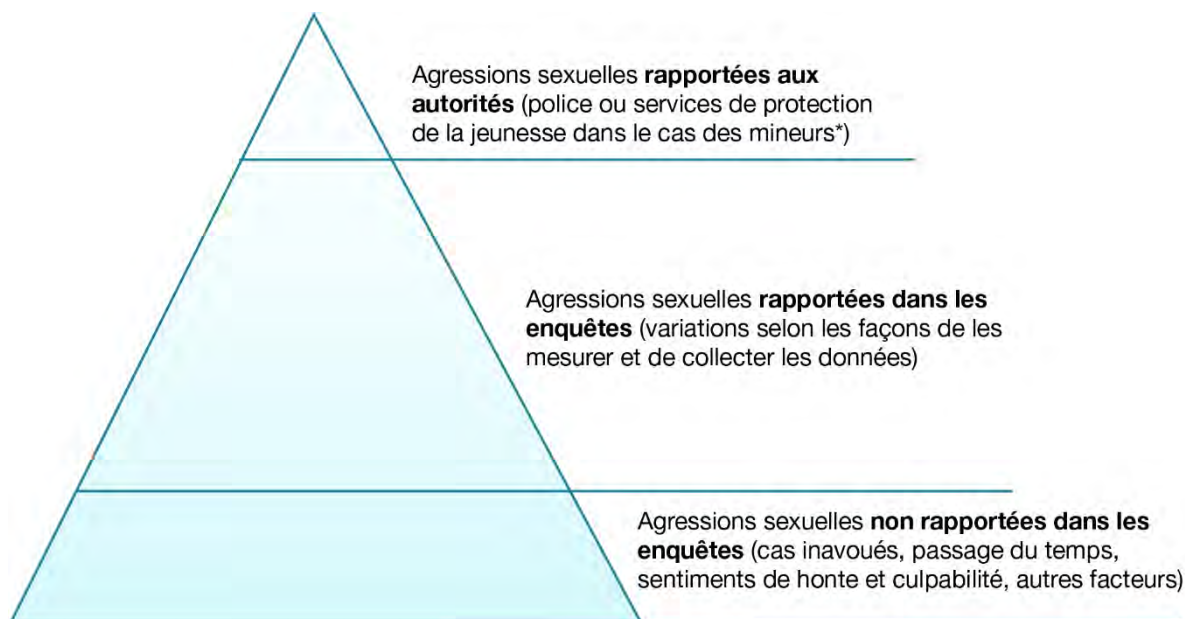 Agressions sexuelles rapportées aux
autorités (police ou services de protection
de la jeunesse dans le cas des mineurs*)
Agressions sexuelles rapportées dans les
enquêtes (variations selon les façons de les
mesurer et de collecter les données)
Agressions sexuelles non rapportées dans les
enquêtes (cas inavoués, passage du temps,
sentiments de honte et culpabilité, autres facteurs)